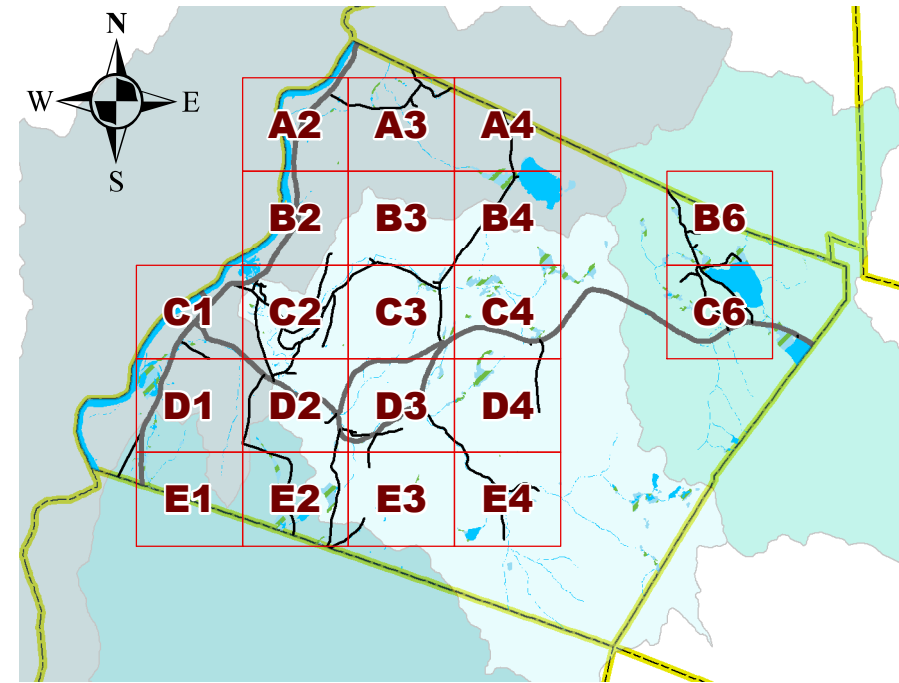 N
W E
S
A2 A3 A4
B2 B3 B4 B6
C1 C2 C3 C4 C6
D1 D2 D3 D4
E1 E2 E3 E4